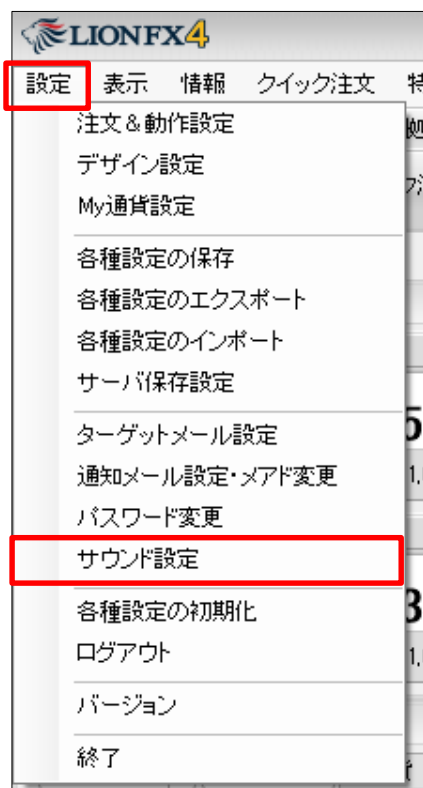 LION FX4
設定 表示 情報 クイック注文
注文&動作設定
デザイン設定
My通貨設定
各種設定の保存
各種設定のエクスポート
各種設定のインポート
サーバ保存設定
ターゲットメール設定
通知メール設定・メアド変更
パスワード変更
サウンド設定
各種設定の初期化
ログアウト
バージョン
終了